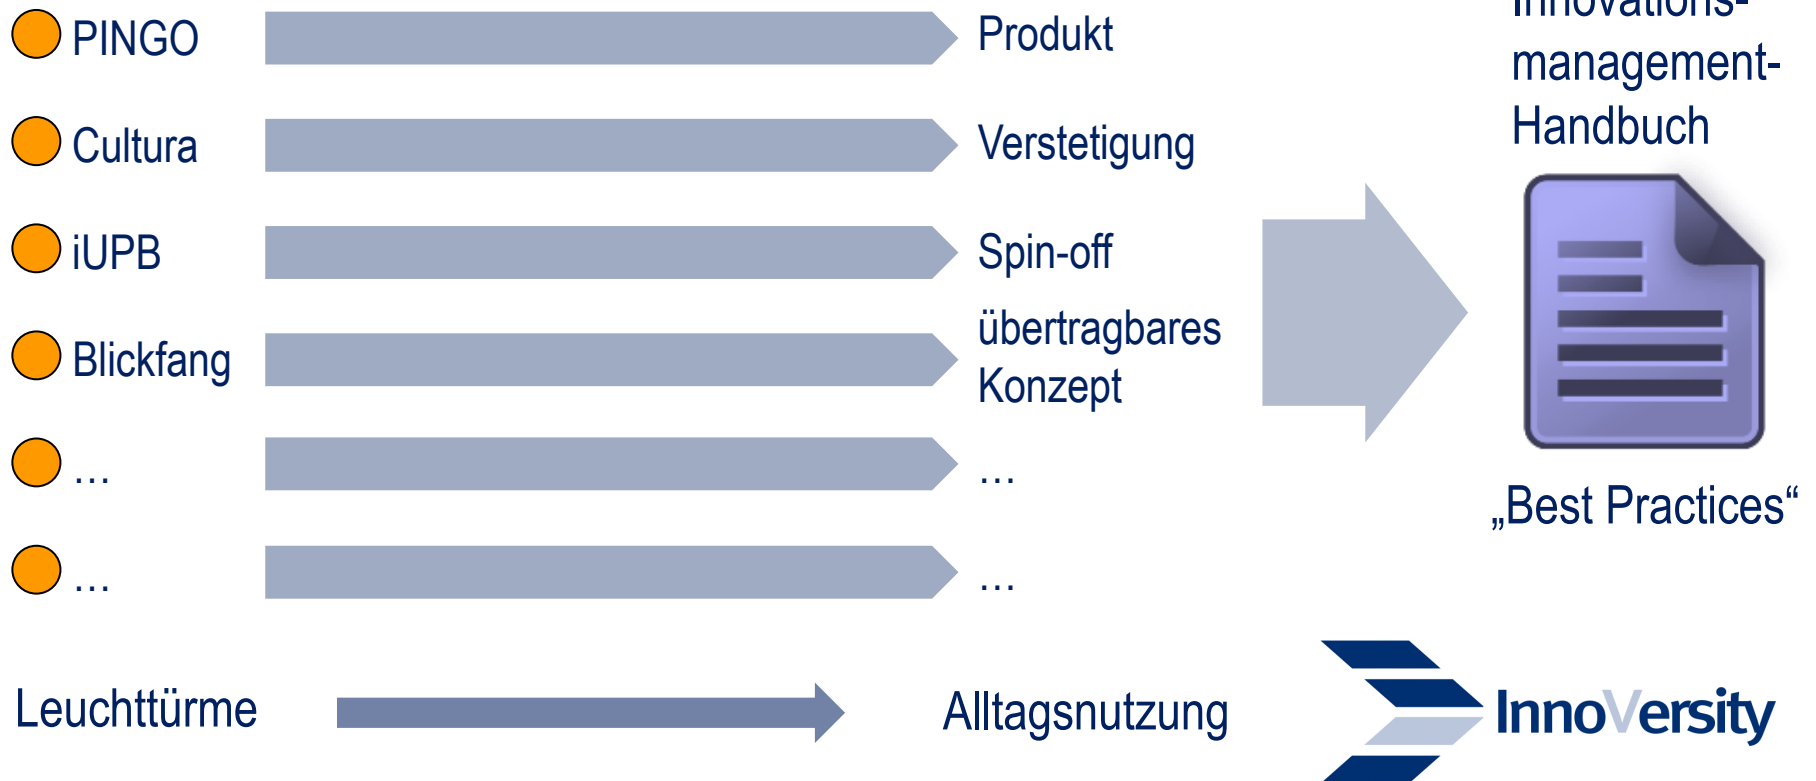 PINGO
Produkt
Cultura
Verstetigung
iUPB
Spin-off
Blickfang
übertragbares
Konzept
…
…
…
…
Leuchttürme
Alltagsnutzung
Innovations-
management-
Handbuch
„Best Practices“
InnoVersity